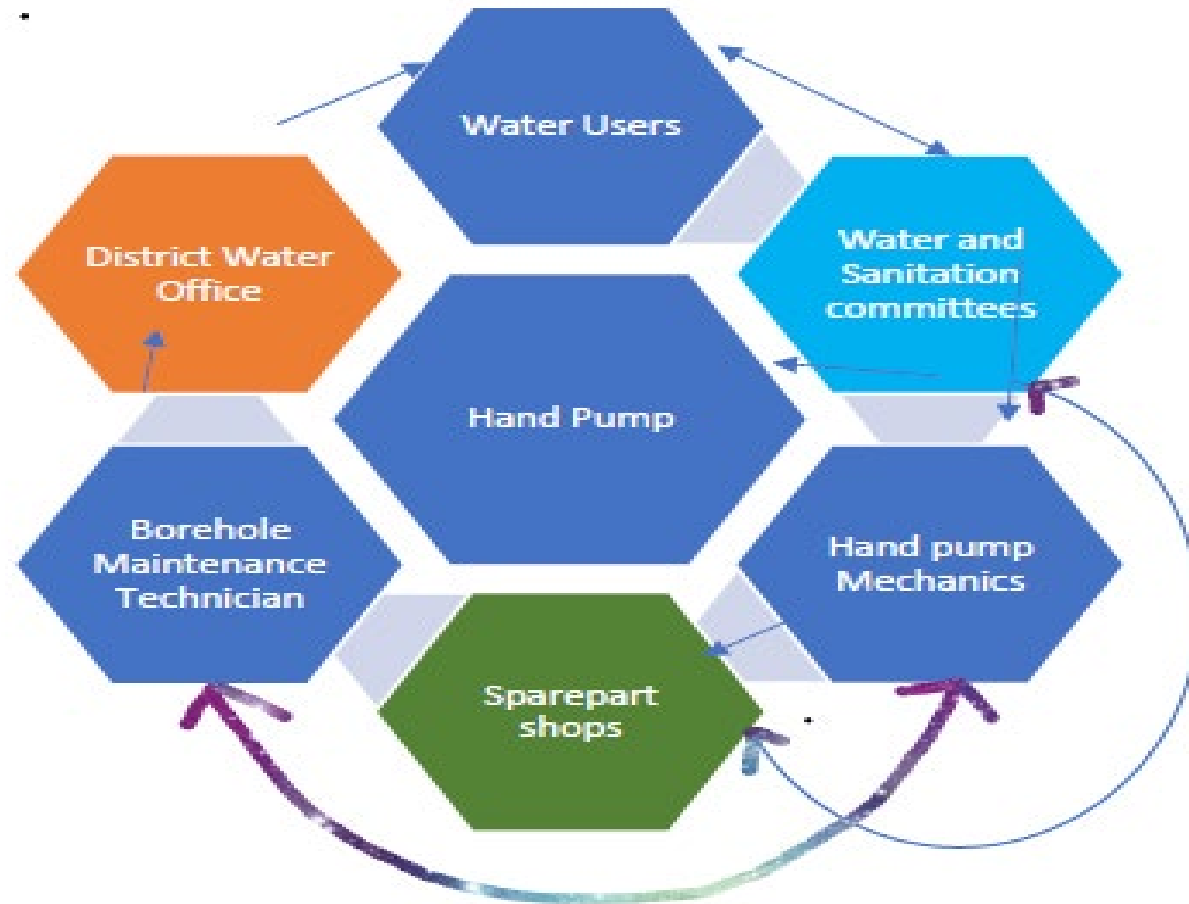 Water Users
District Water
Office
Water and
Sanitation
committees
Hand Pump
Borehole
Maintenance
Technician
Hand pump
Mechanics
Sparepart
shops